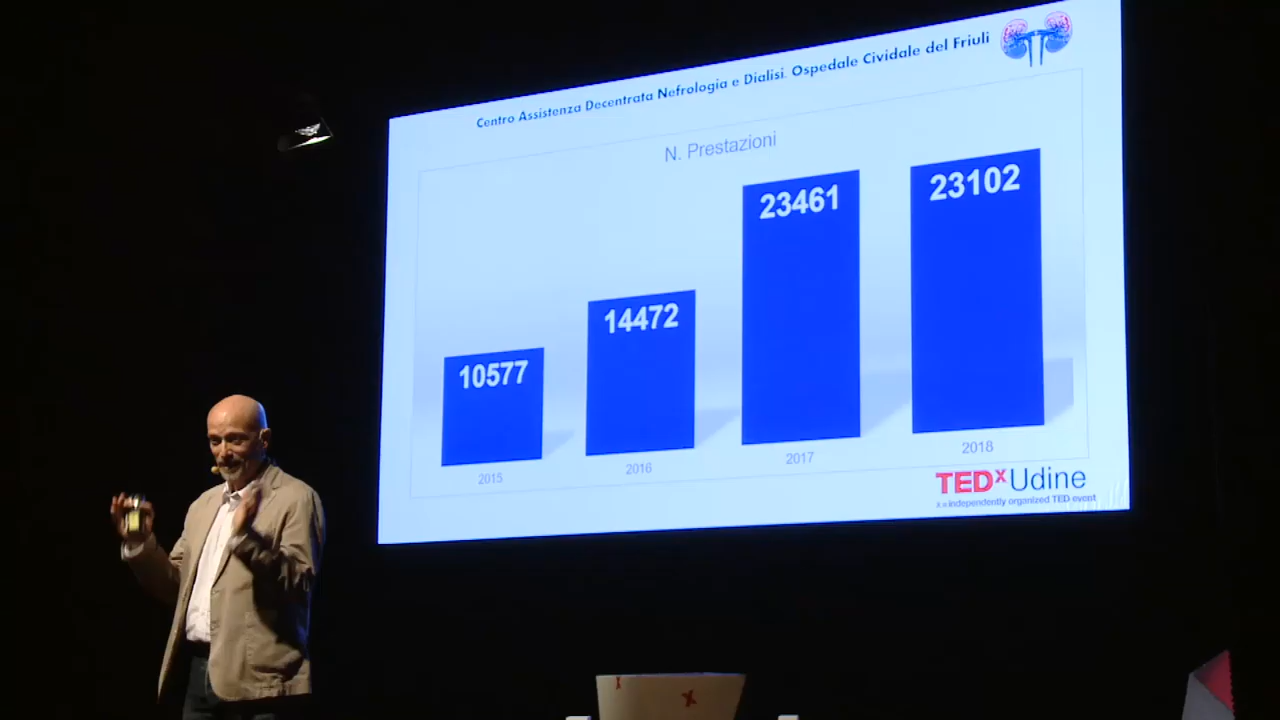 Centro Assistenza Decentrata Nefrologia e Dialisi. Ospedale Cividale del Friuli
N. Prestazioni
10577
14472
23461
23102
2015
2016
2017
2018
TEDxUdine
x = independently organized TED event